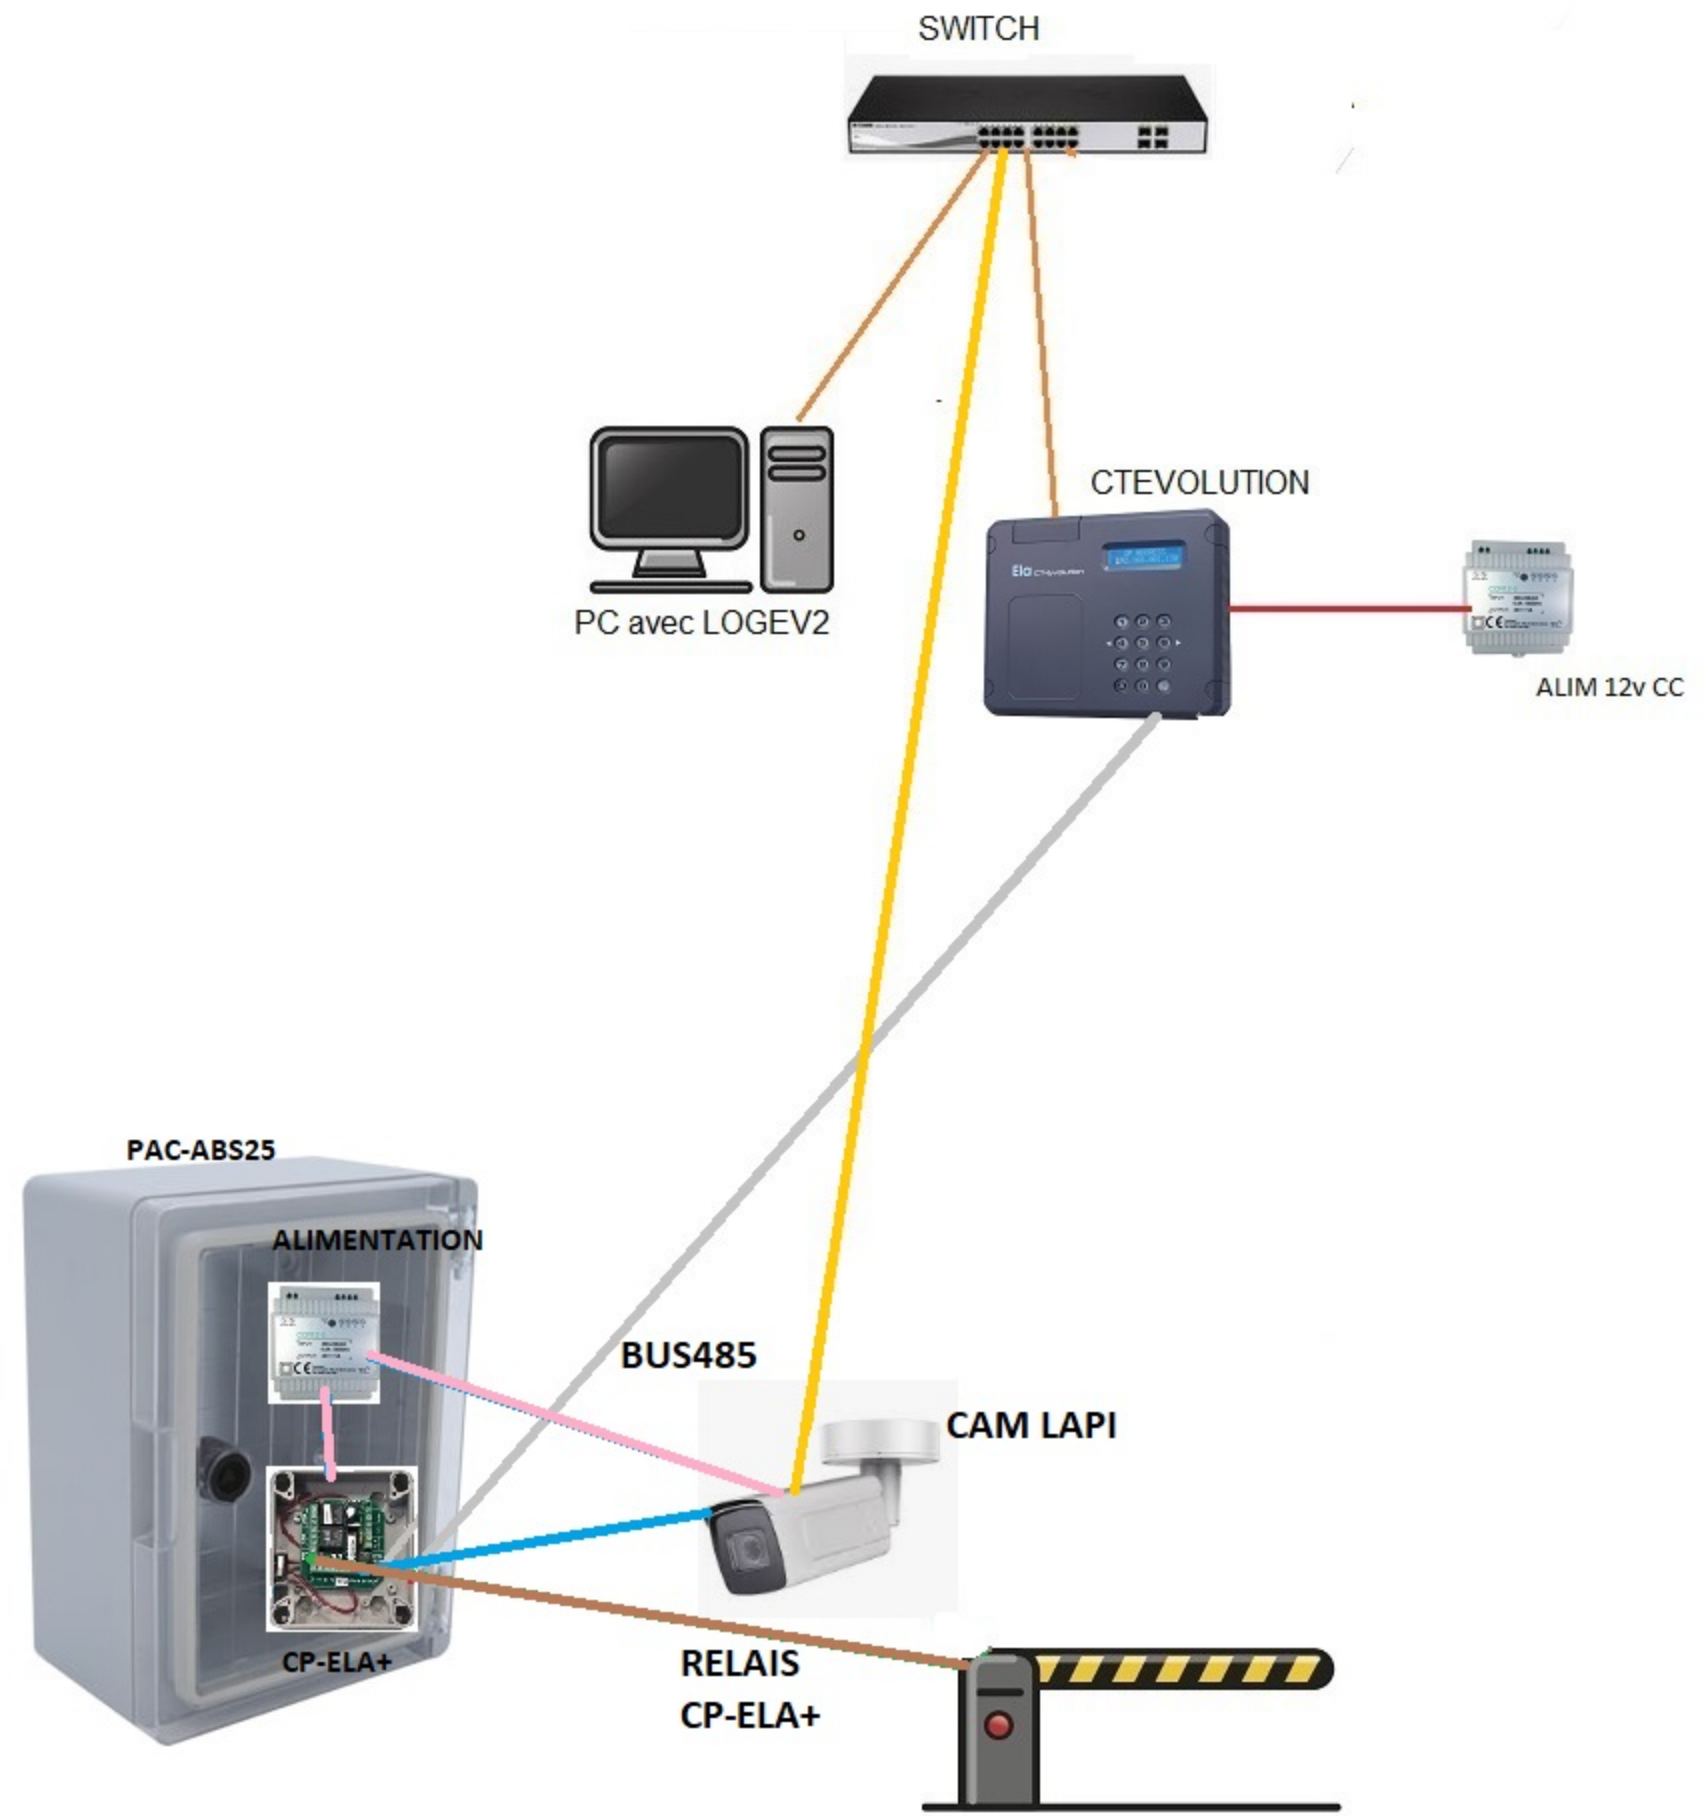 SWITCH
CTEVOLUTION
Ela
PC avec LOGEV2
ALIM 12v CC
PAC-ABS25
ALIMENTATION
BUS485
CAM LAPI
CP-ELA+
RELAIS
CP-ELA+